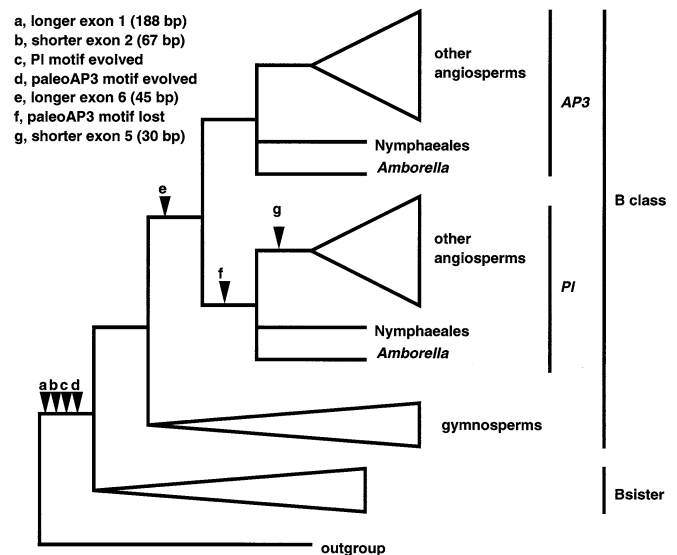 a, longer exon 1 (188 bp)
b, shorter exon 2 (67 bp)
c, PI motif evolved
d, paleoAP3 motif evolved
e, longer exon 6 (45 bp)
f, paleoAP3 motif lost
g, shorter exon 5 (30 bp)
other
angiosperms
AP3
Nymphaeales
Amborella
e
B class
g
other
angiosperms
f
PI
Nymphaeales
Amborella
a b c d
gymnosperms
Bsister
outgroup